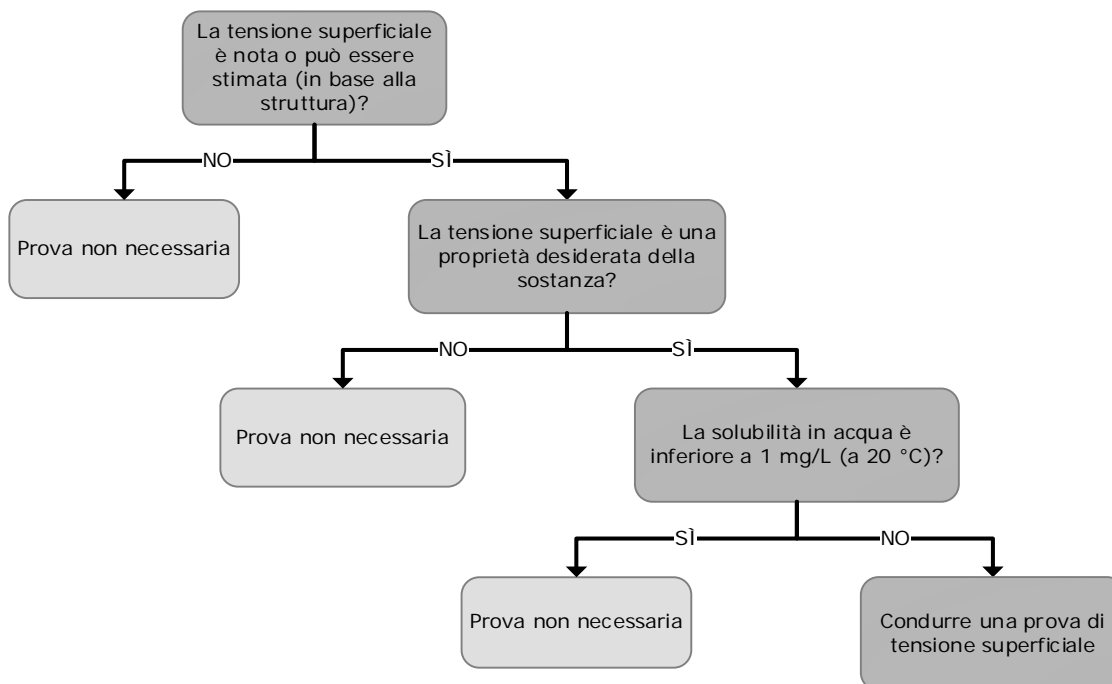 La tensione superficiale
è nota o può essere
stimata (in base alla
struttura)?
NO
SÌ
Prova non necessaria
La tensione superficiale è una
proprietà desiderata della
sostanza?
NO
SÌ
Prova non necessaria
La solubilità in acqua è
inferiore a 1 mg/L (a 20 °C)?
SÌ
NO
Prova non necessaria
Condurre una prova di
tensione superficiale